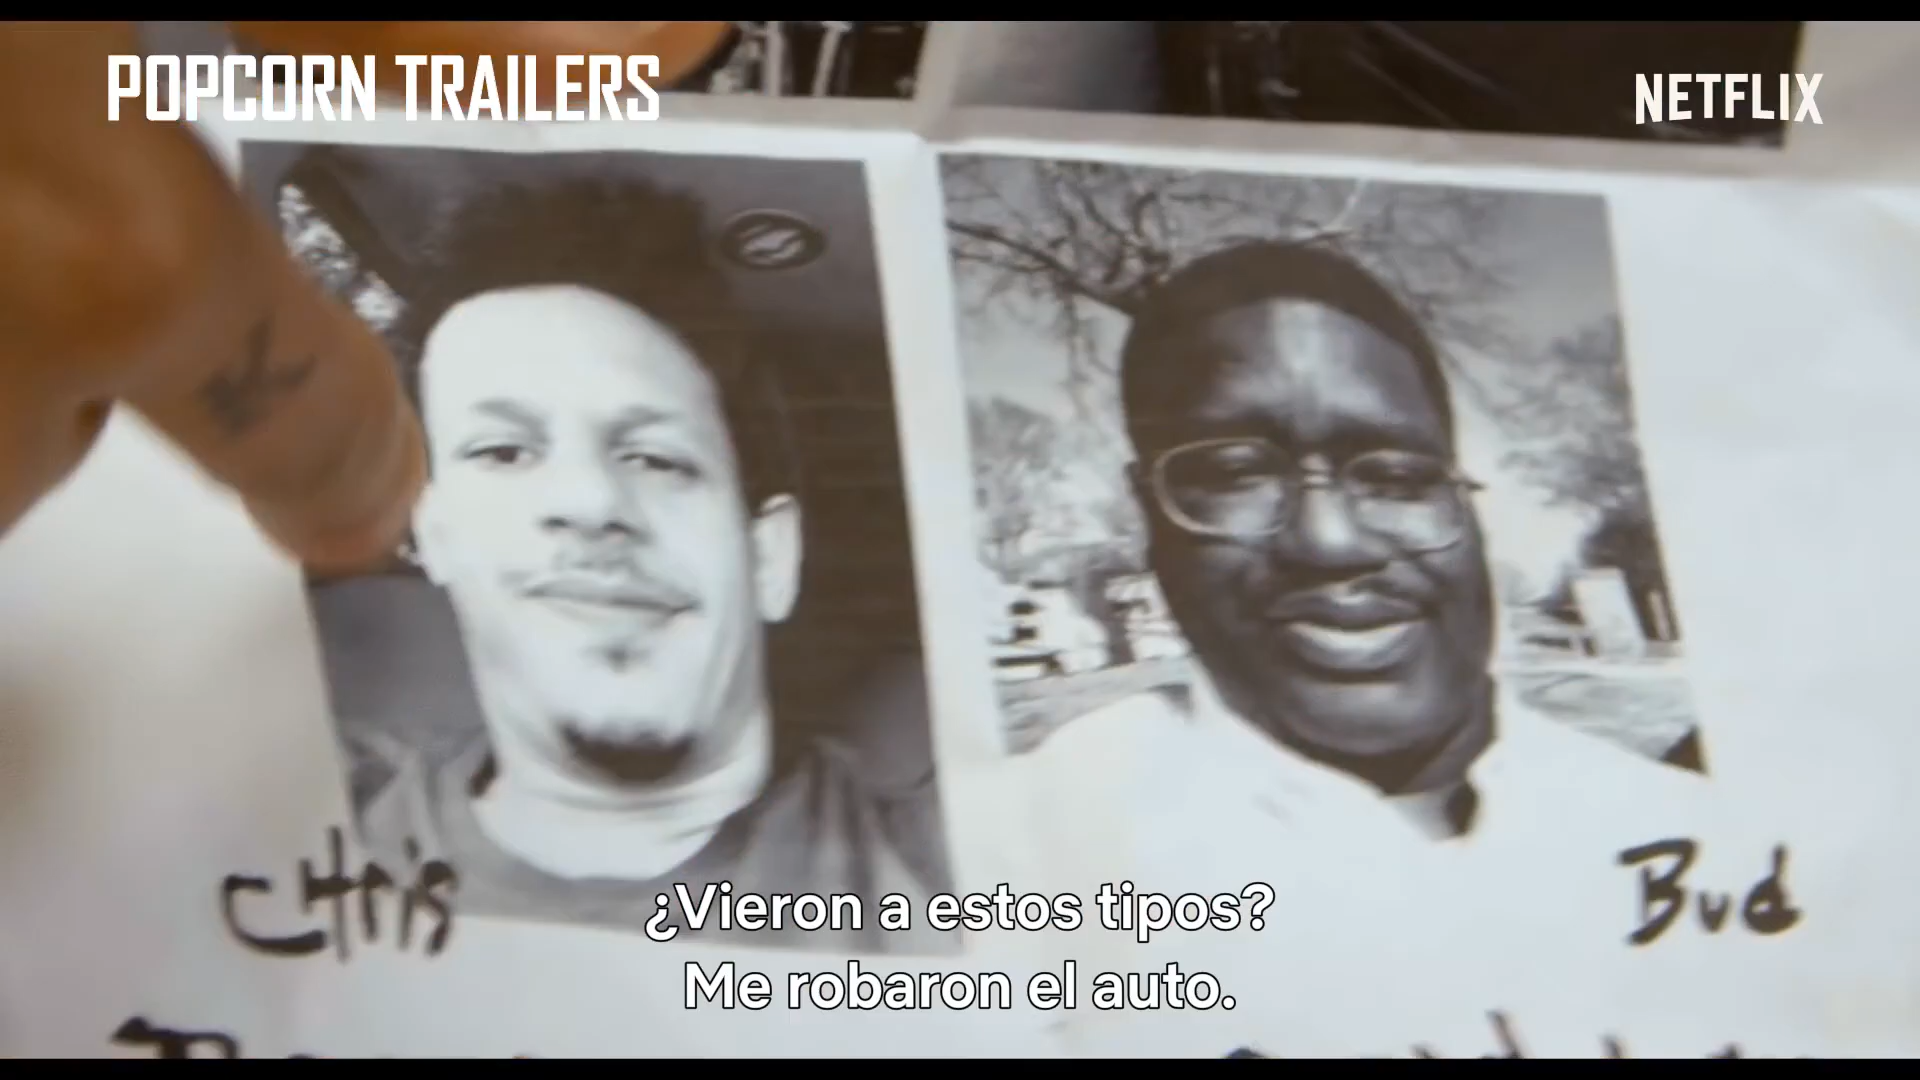 POPCORN TRAILERS
NETFLIX
CHris
Bud
¿Vieron a estos tipos?
Me robaron el auto.